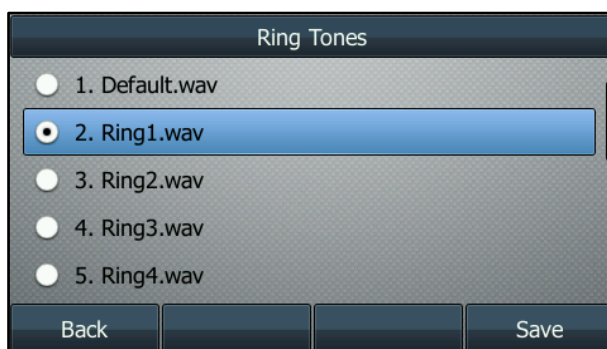 Ring Tones
1. Default.wav
2. Ring1.wav
3. Ring2.wav
4. Ring3.wav
5. Ring4.wav
Back Save